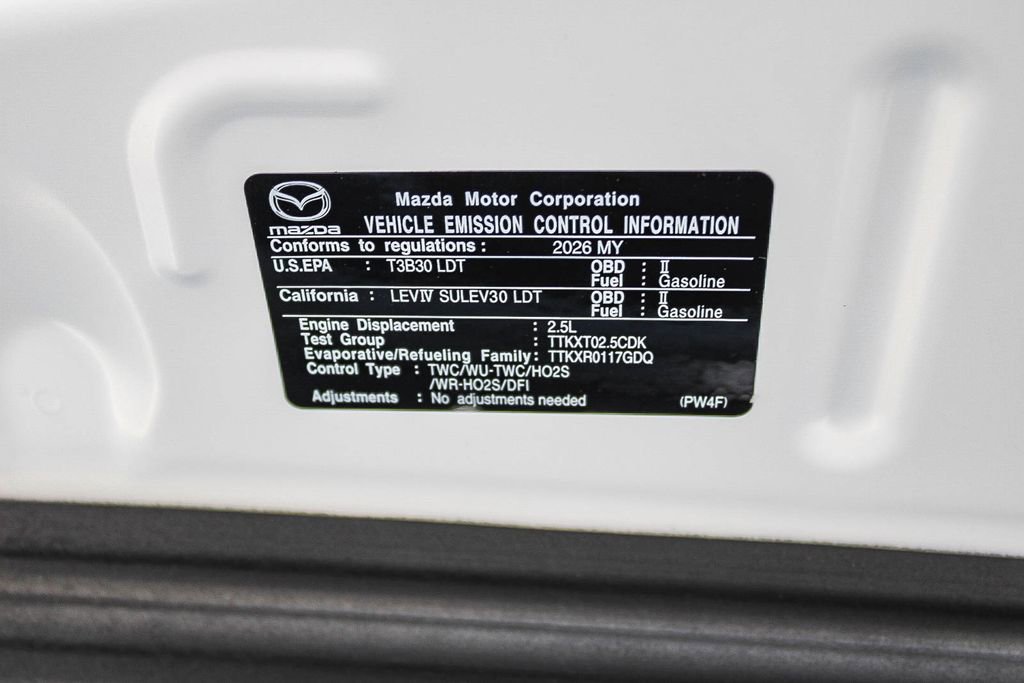 Mazda Motor Corporation
mazda VEHICLE EMISSION CONTROL INFORMATION
Conforms to regulations : 2026 MY
U.S.EPA : T3B30 LDT OBD : II
Fuel : Gasoline
California : LEVIV SULEV30 LDT OBD : II
Fuel : Gasoline
Engine Displacement : 2.5L
Test Group : TTKXT02.5CDK
Evaporative/Refueling Family : TTKXR0117GDQ
Control Type : TWC/WU-TWC/HO2S
/WR-HO2S/DFI
Adjustments : No adjustments needed (PW4F)